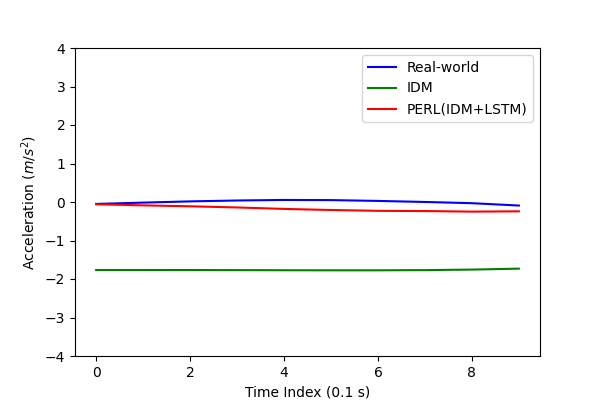 4
3
2
1
0
−1
−2
−3
−4
Acceleration (m/s²)
Real-world
IDM
PERL(IDM+LSTM)
0 2 4 6 8
Time Index (0.1 s)